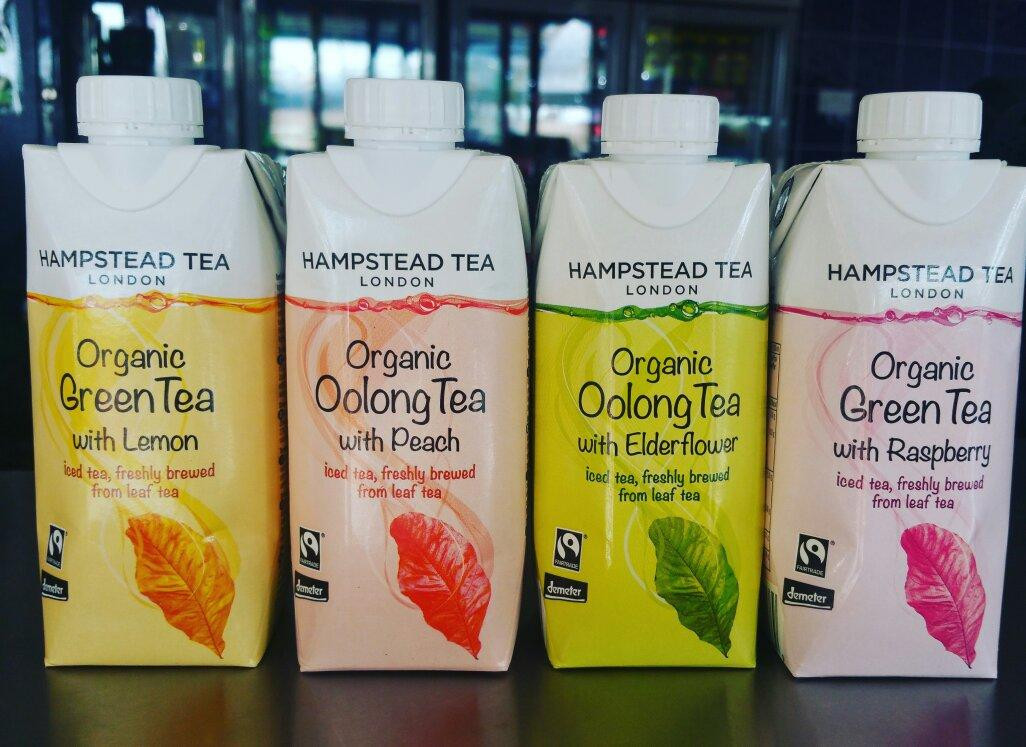 HAMPSTEAD TEA
LONDON
Organic
Green Tea
with Lemon
iced tea, freshly brewed
from leaf tea
FAIRTRADE
demeter
HAMPSTEAD TEA
LONDON
Organic
Oolong Tea
with Peach
iced tea, freshly brewed
from leaf tea
FAIRTRADE
demeter
HAMPSTEAD TEA
LONDON
Organic
Oolong Tea
with Elderflower
iced tea, freshly brewed
from leaf tea
FAIRTRADE
demeter
HAMPSTEAD TEA
LONDON
Organic
Green Tea
with Raspberry
iced tea, freshly brewed
from leaf tea
FAIRTRADE
demeter